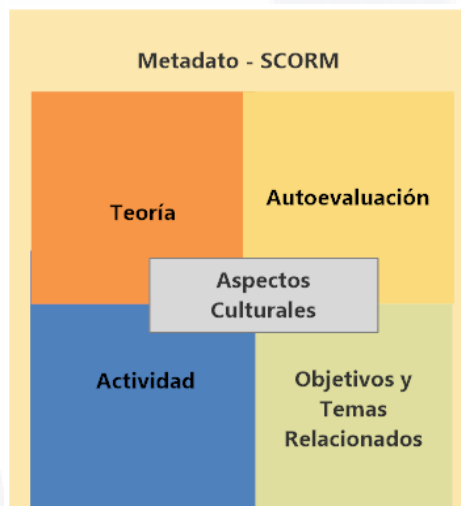 Metadato - SCORM
Teoría
Autoevaluación
Aspectos
Culturales
Actividad
Objetivos y
Temas
Relacionados